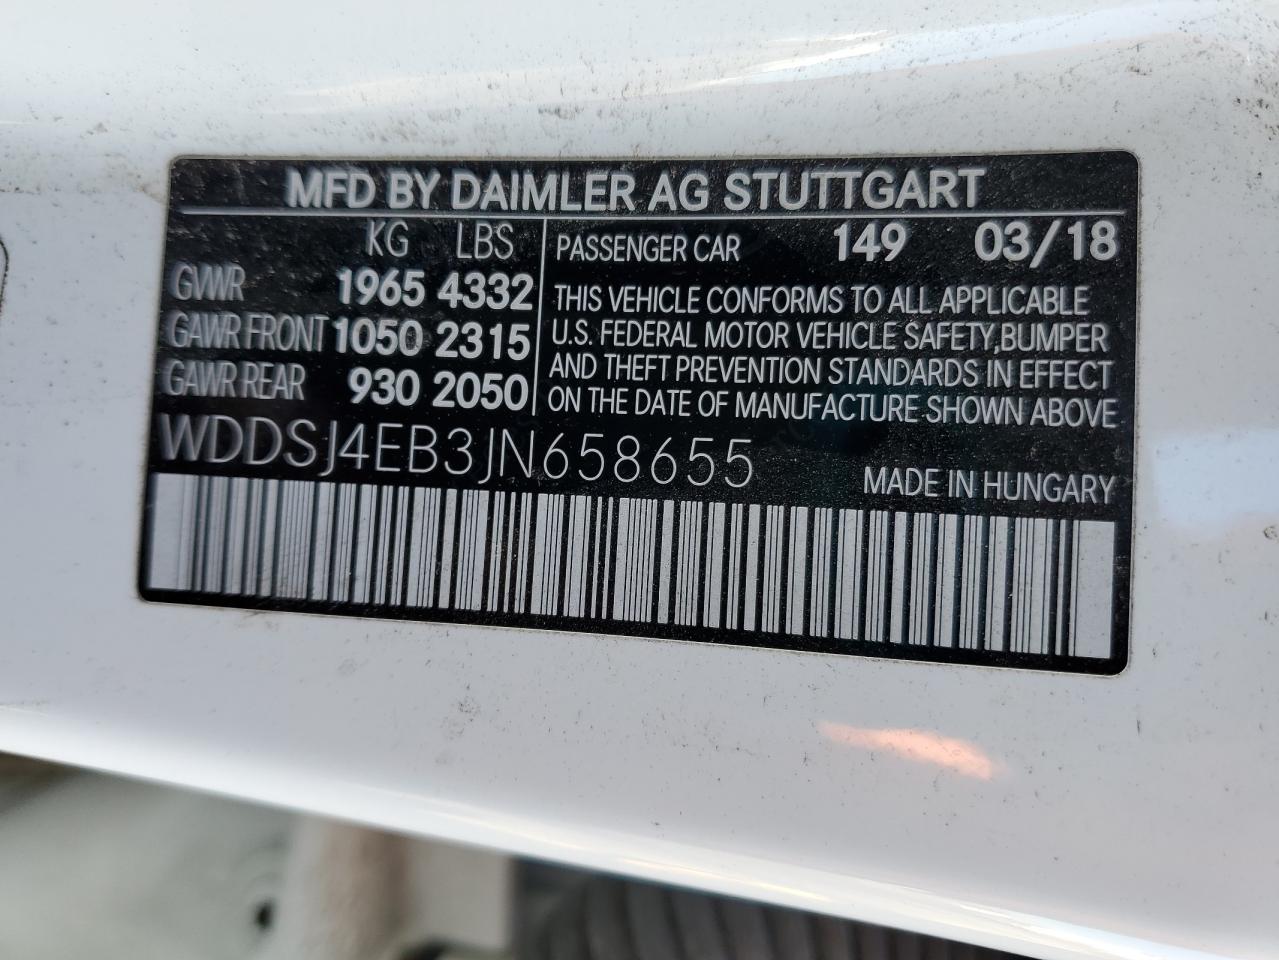 MFD BY DAIMLER AG STUTTGART
KG LBS
GVWR 1965 4332
GAWR FRONT 1050 2315
GAWR REAR 930 2050
PASSENGER CAR 149 03/18
THIS VEHICLE CONFORMS TO ALL APPLICABLE
U.S. FEDERAL MOTOR VEHICLE SAFETY,BUMPER
AND THEFT PREVENTION STANDARDS IN EFFECT
ON THE DATE OF MANUFACTURE SHOWN ABOVE
WDDSJ4EB3JN658655
MADE IN HUNGARY